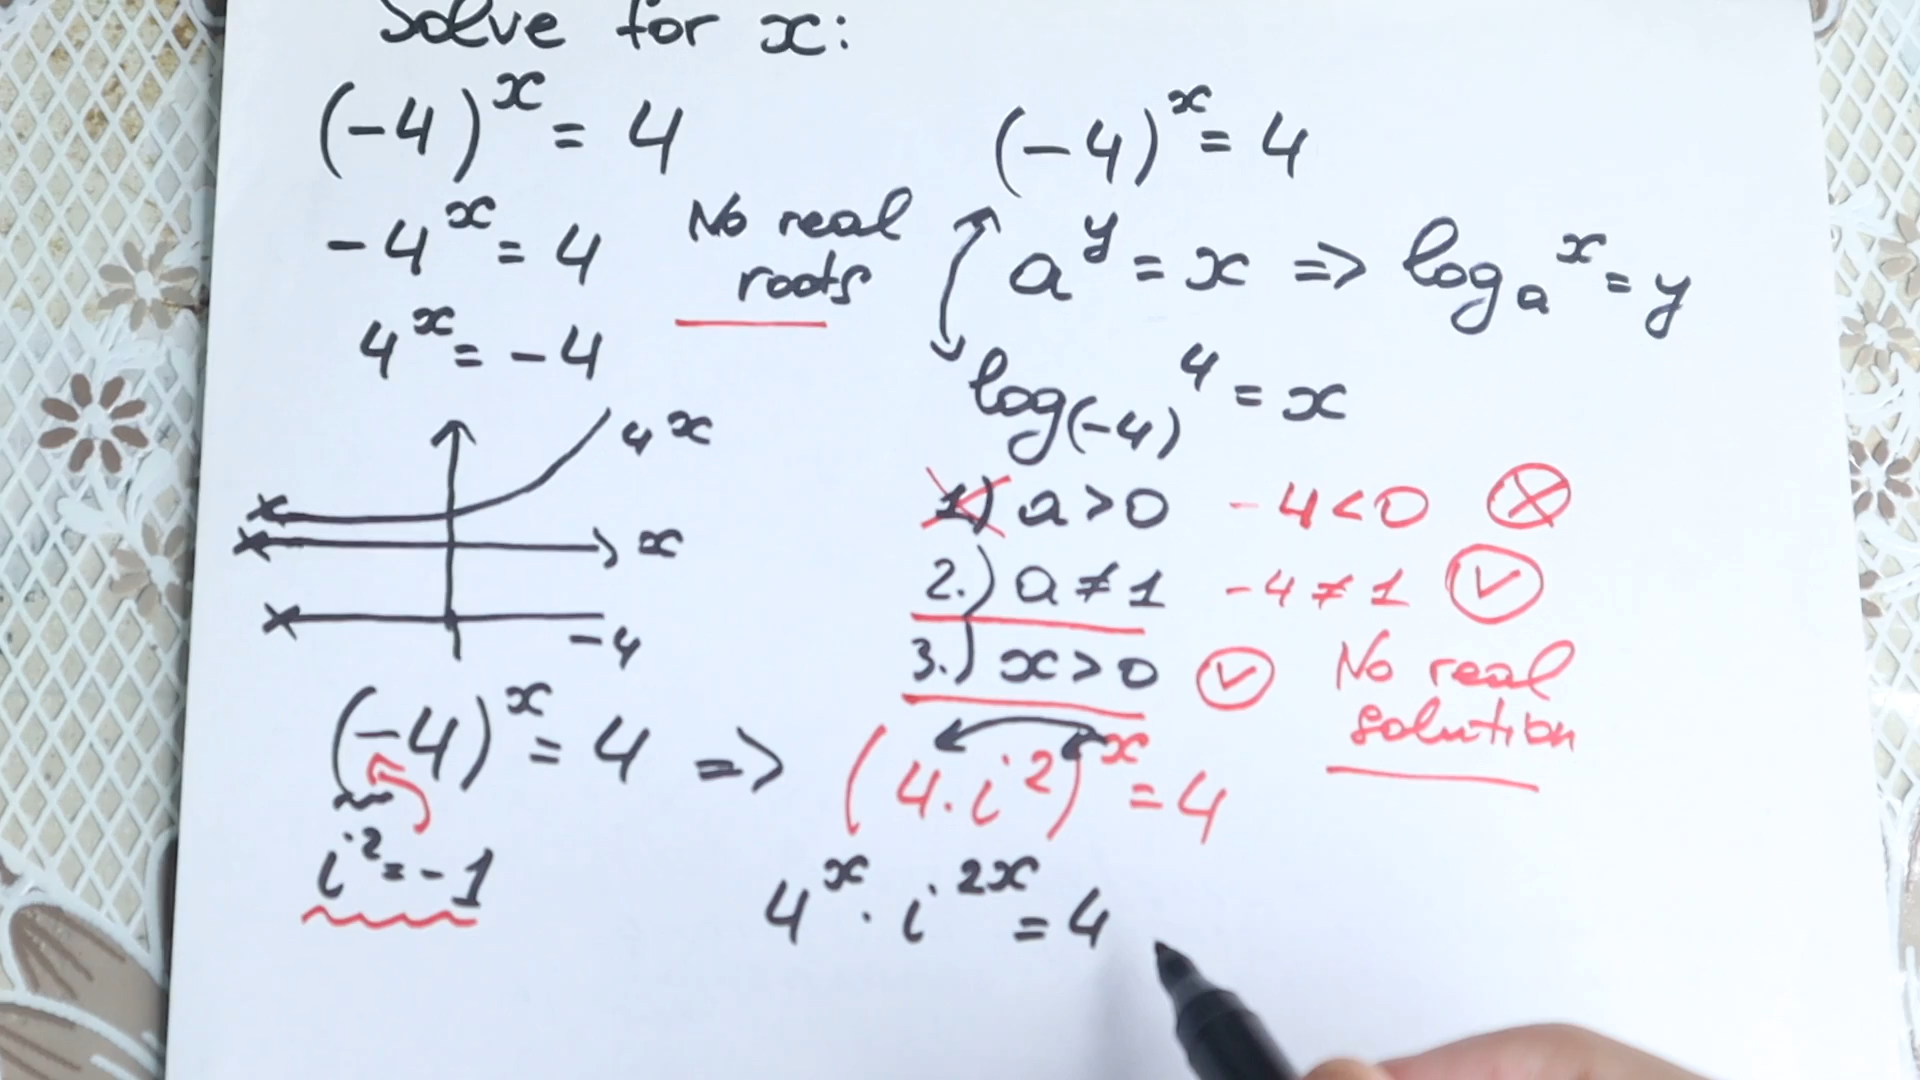 Solve for x:
(-4)^x = 4
-4^x = 4
No real
roots
4^x = -4
4^x
x
-4
(-4)^x = 4
a^y = x => log_a^x = y
log_(-4)^4 = x
1) a>0 -4<0
2.) a≠1 -4≠1
3.) x>0
No real
solution
(-4)^x = 4 => (4·i^2)^x = 4
i^2 = -1
4^x · i^2x = 4